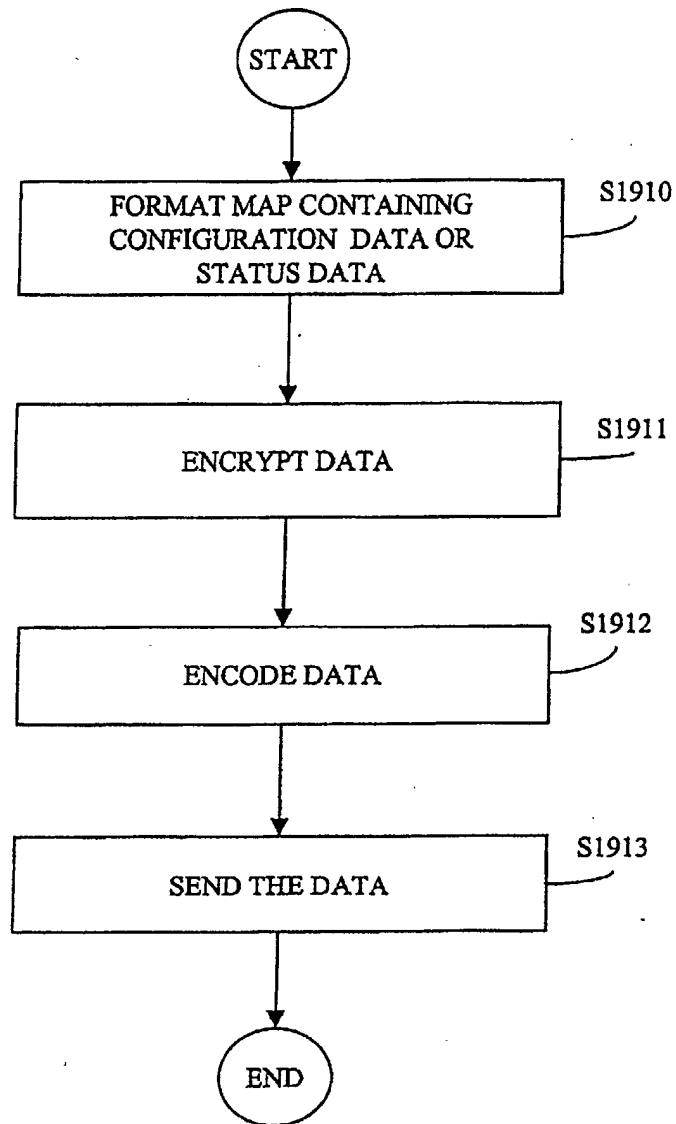 START
S1910
FORMAT MAP CONTAINING
CONFIGURATION DATA OR
STATUS DATA
S1911
ENCRYPT DATA
S1912
ENCODE DATA
S1913
SEND THE DATA
END